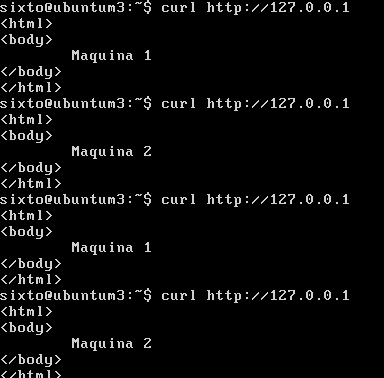 sixto@ubuntum3:~$ curl http://127.0.0.1
<html>
<body>
        Maquina 1
</body>
</html>
sixto@ubuntum3:~$ curl http://127.0.0.1
<html>
<body>
        Maquina 2
</body>
</html>
sixto@ubuntum3:~$ curl http://127.0.0.1
<html>
<body>
        Maquina 1
</body>
</html>
sixto@ubuntum3:~$ curl http://127.0.0.1
<html>
<body>
        Maquina 2
</body>
</html>